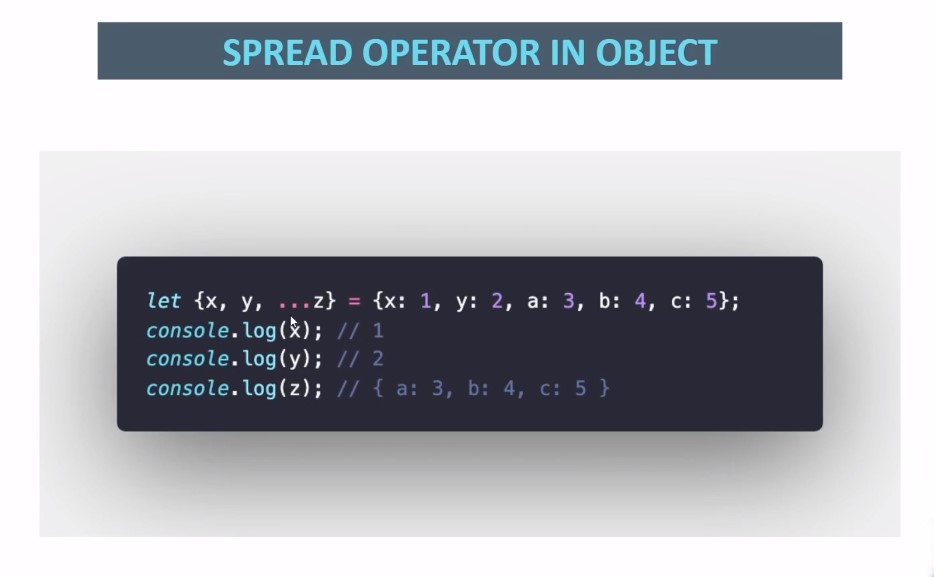 SPREAD OPERATOR IN OBJECT
let {x, y, ...z} = {x: 1, y: 2, a: 3, b: 4, c: 5};
console.log(x); // 1
console.log(y); // 2
console.log(z); // { a: 3, b: 4, c: 5 }